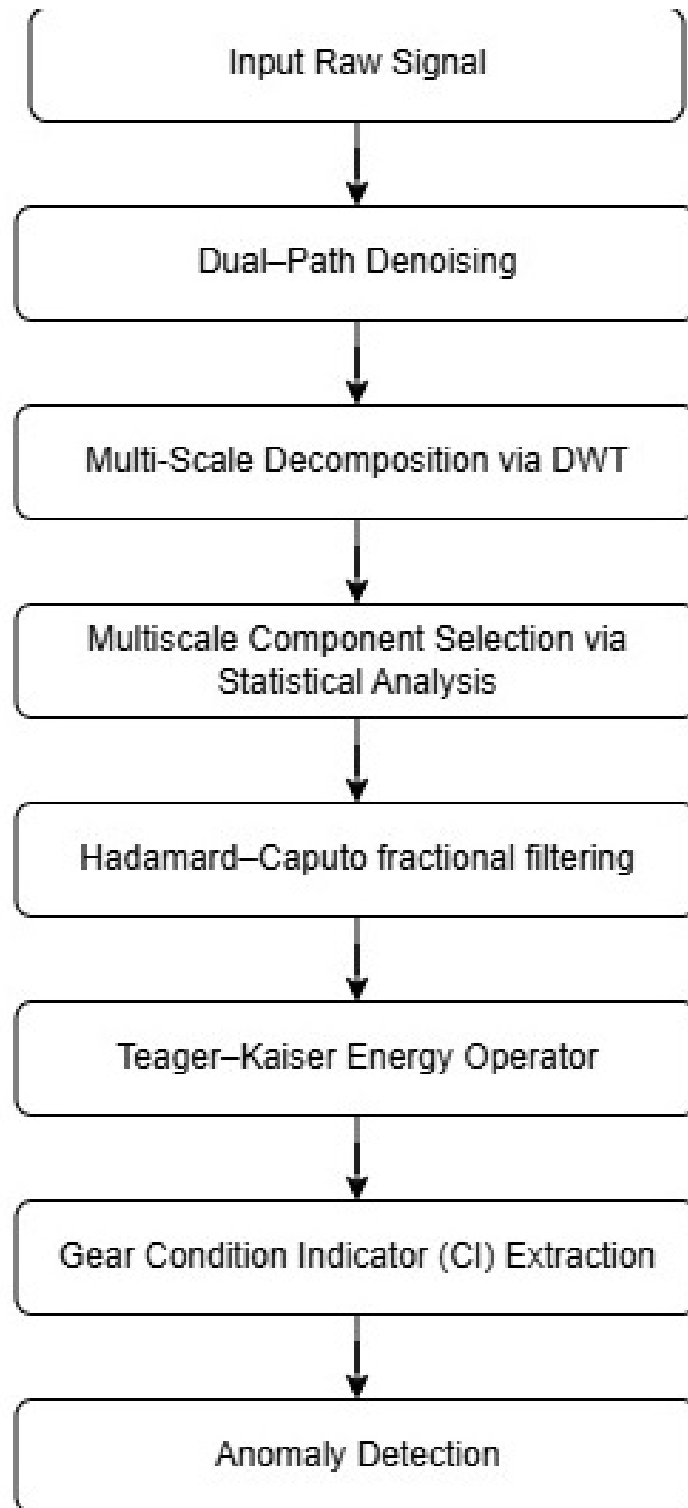 Input Raw Signal
Dual–Path Denoising
Multi-Scale Decomposition via DWT
Multiscale Component Selection via
Statistical Analysis
Hadamard–Caputo fractional filtering
Teager–Kaiser Energy Operator
Gear Condition Indicator (CI) Extraction
Anomaly Detection